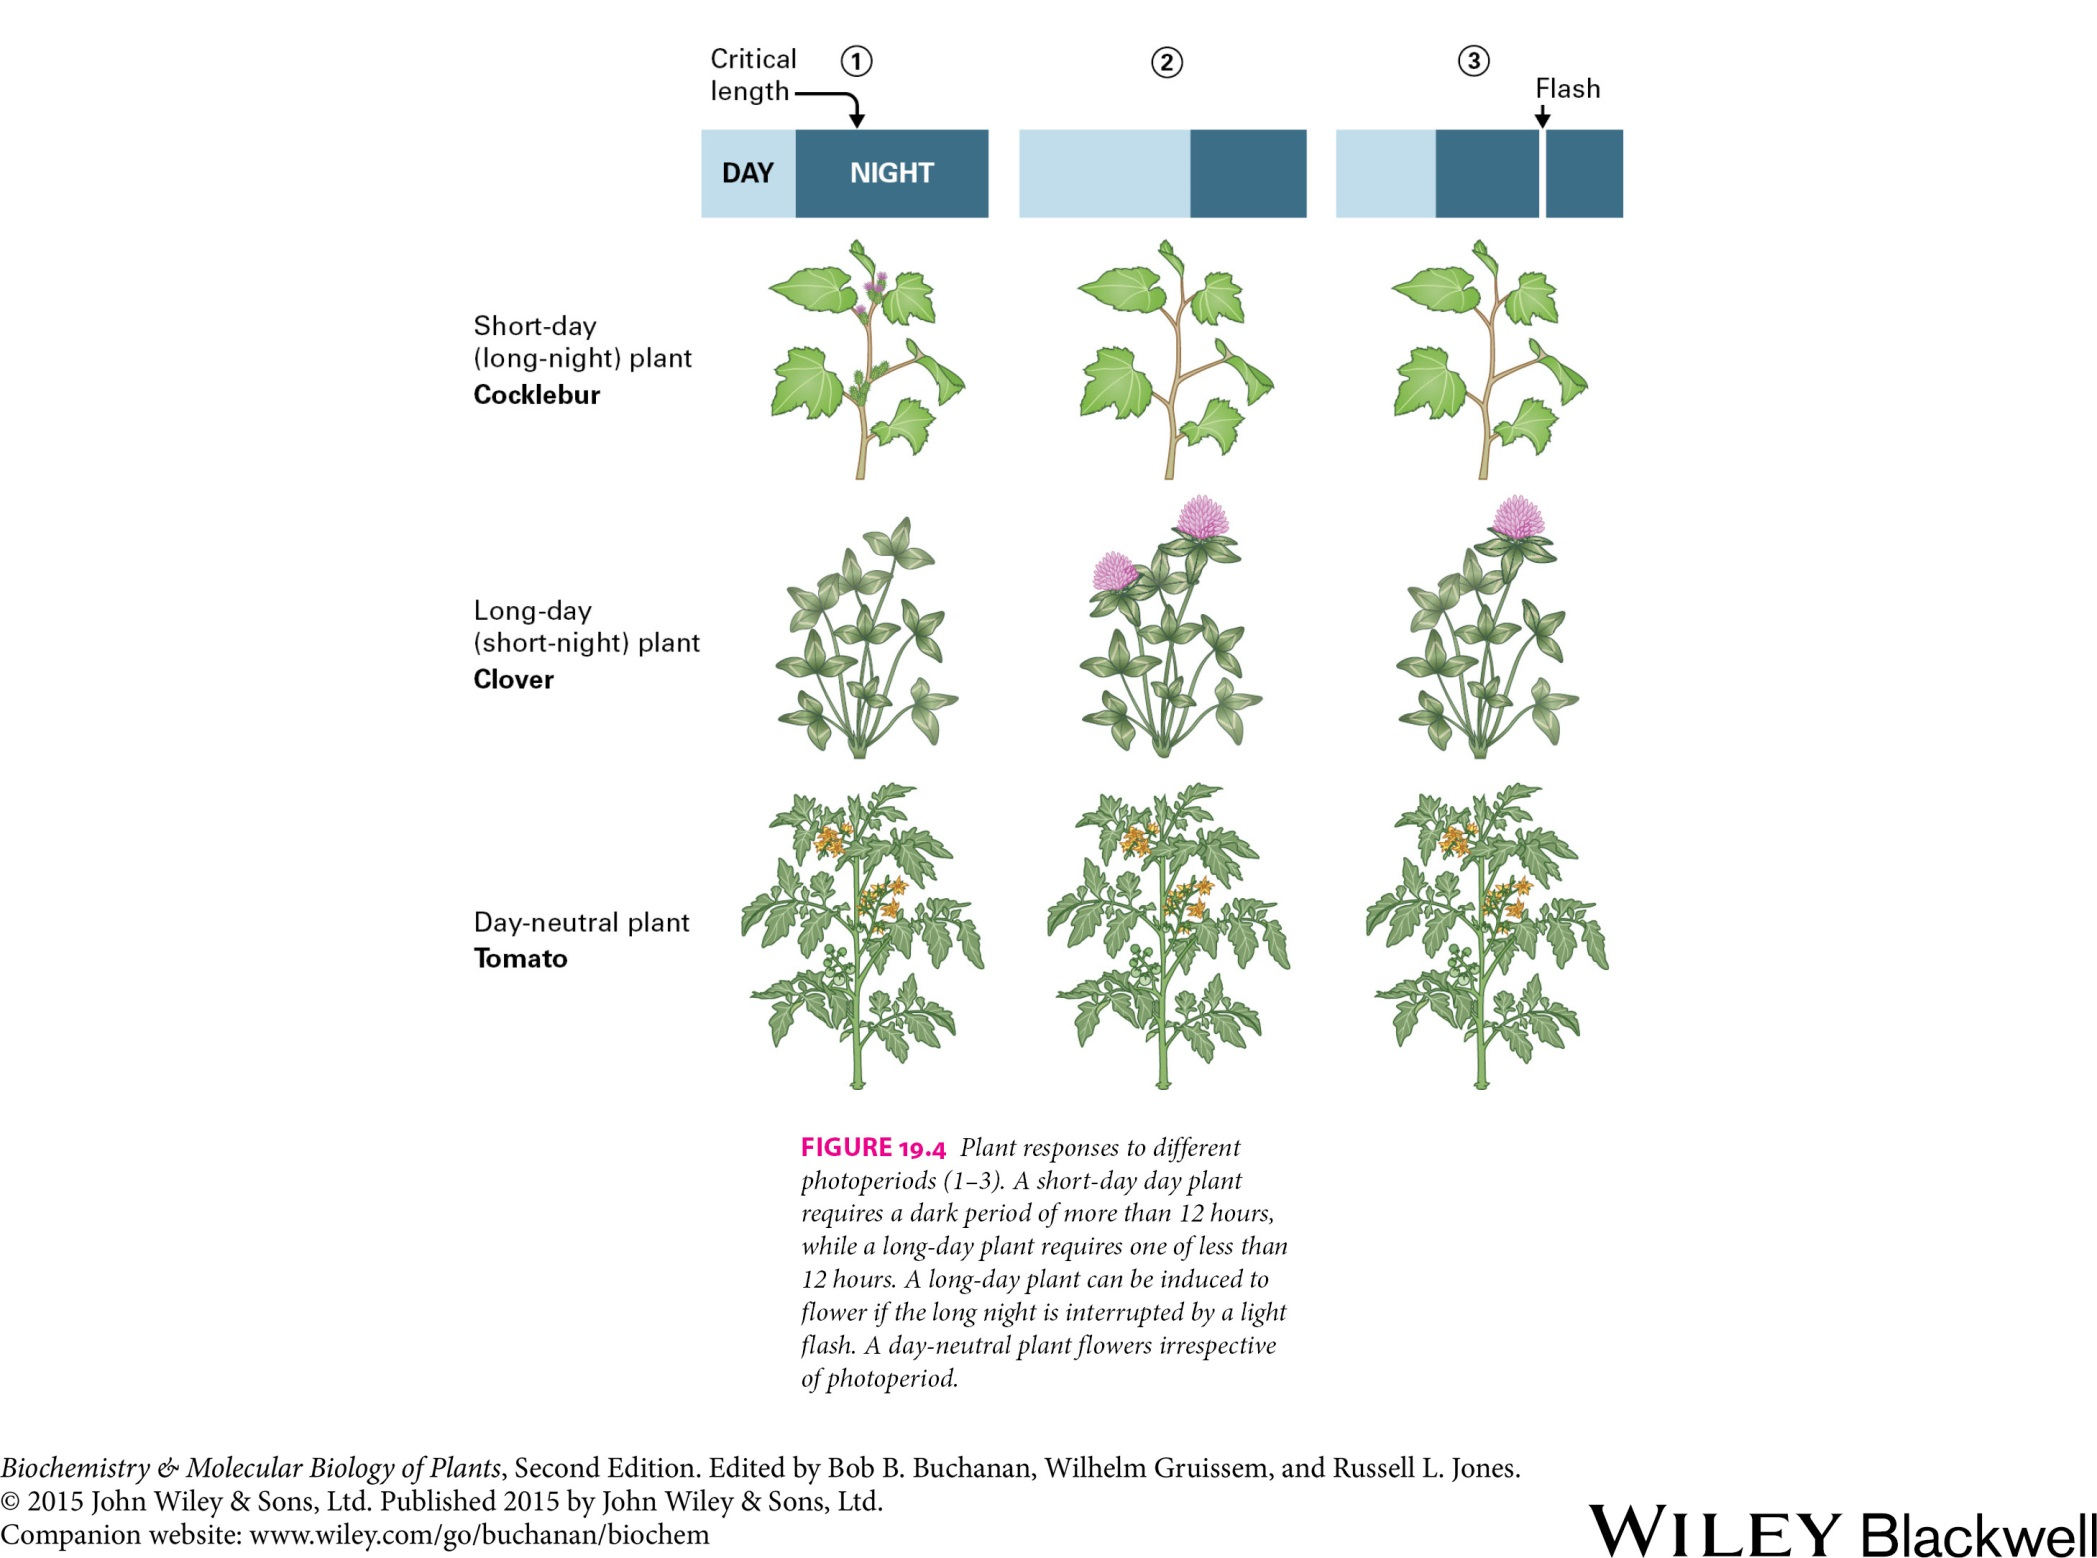 Critical
length
①
②
③
Flash
DAY
NIGHT
Short-day
(long-night) plant
Cocklebur
Long-day
(short-night) plant
Clover
Day-neutral plant
Tomato
FIGURE 19.4 Plant responses to different
photoperiods (1–3). A short-day day plant
requires a dark period of more than 12 hours,
while a long-day plant requires one of less than
12 hours. A long-day plant can be induced to
flower if the long night is interrupted by a light
flash. A day-neutral plant flowers irrespective
of photoperiod.
Biochemistry & Molecular Biology of Plants, Second Edition. Edited by Bob B. Buchanan, Wilhelm Gruissem, and Russell L. Jones.
© 2015 John Wiley & Sons, Ltd. Published 2015 by John Wiley & Sons, Ltd.
Companion website: www.wiley.com/go/buchanan/biochem
WILEY Blackwell